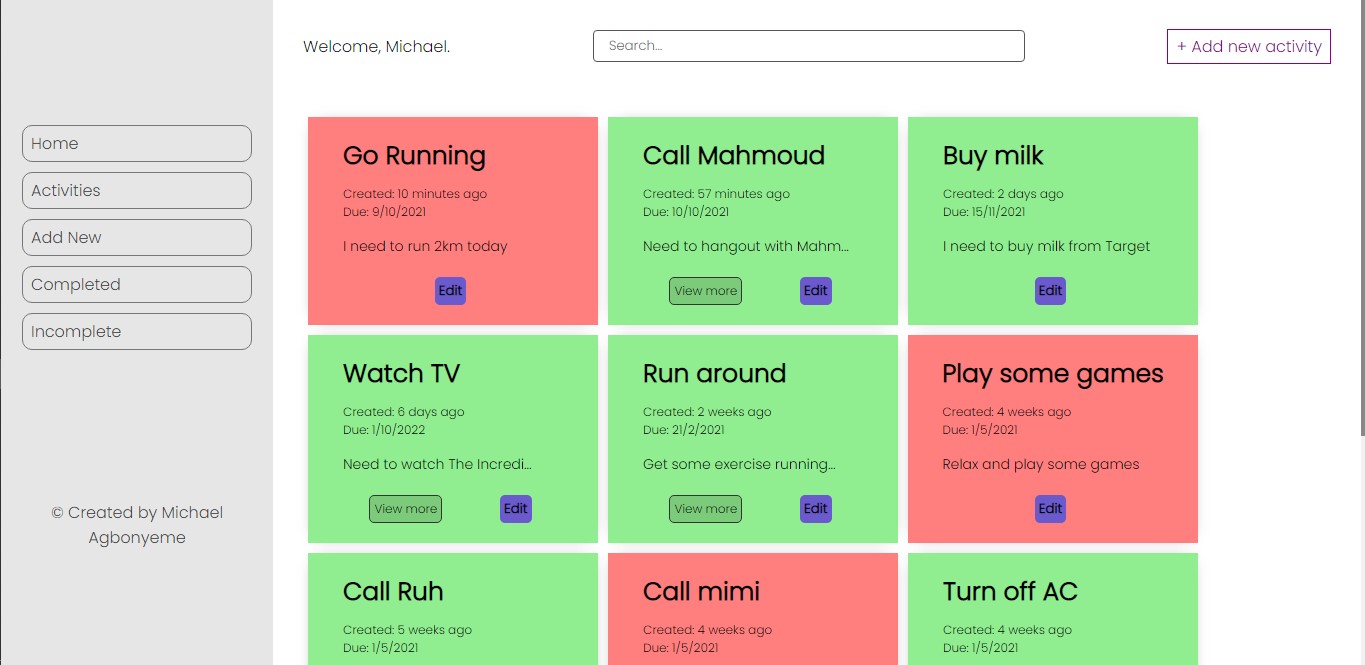 Welcome, Michael.
Search...
+ Add new activity
Home
Activities
Add New
Completed
Incomplete
© Created by Michael
Agbonyeme
Go Running
Created: 10 minutes ago
Due: 9/10/2021
I need to run 2km today
Edit
Call Mahmoud
Created: 57 minutes ago
Due: 10/10/2021
Need to hangout with Mahm...
View more
Edit
Buy milk
Created: 2 days ago
Due: 15/11/2021
I need to buy milk from Target
Edit
Watch TV
Created: 6 days ago
Due: 1/10/2022
Need to watch The Incredi...
View more
Edit
Run around
Created: 2 weeks ago
Due: 21/2/2021
Get some exercise running...
View more
Edit
Play some games
Created: 4 weeks ago
Due: 1/5/2021
Relax and play some games
Edit
Call Ruh
Created: 5 weeks ago
Due: 1/5/2021
Call mimi
Created: 4 weeks ago
Due: 1/5/2021
Turn off AC
Created: 4 weeks ago
Due: 1/5/2021